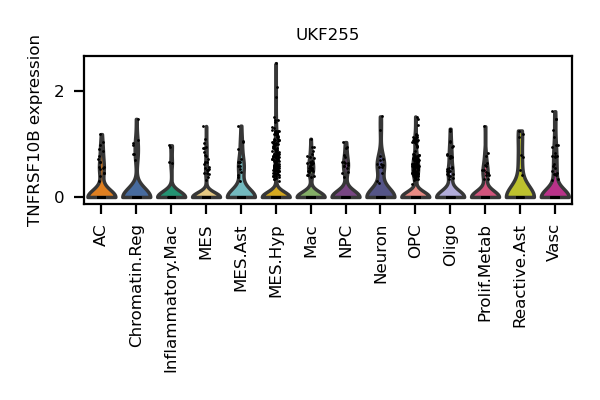 UKF255
TNFRSF10B expression
2
0
AC
Chromatin.Reg
Inflammatory.Mac
MES
MES.Ast
MES.Hyp
Mac
NPC
Neuron
OPC
Oligo
Prolif.Metab
Reactive.Ast
Vasc